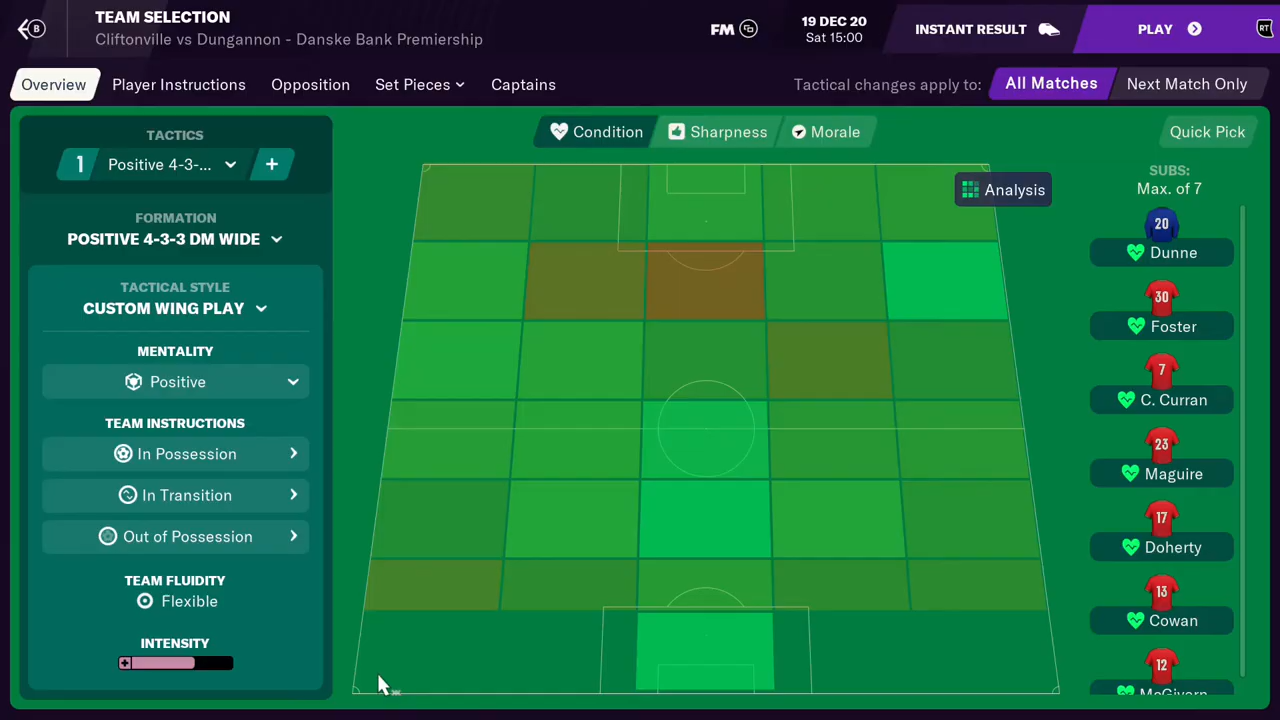 B
TEAM SELECTION
Cliftonville vs Dungannon - Danske Bank Premiership
FM
19 DEC 20
Sat 15:00
INSTANT RESULT
PLAY
RT
Overview
Player Instructions
Opposition
Set Pieces
Captains
Tactical changes apply to:
All Matches
Next Match Only
TACTICS
1
Positive 4-3-...
+
FORMATION
POSITIVE 4-3-3 DM WIDE
TACTICAL STYLE
CUSTOM WING PLAY
MENTALITY
Positive
TEAM INSTRUCTIONS
In Possession
In Transition
Out of Possession
TEAM FLUIDITY
Flexible
INTENSITY
Condition
Sharpness
Morale
Analysis
Quick Pick
SUBS:
Max. of 7
20
Dunne
30
Foster
7
C. Curran
23
Maguire
17
Doherty
13
Cowan
12
McGivern